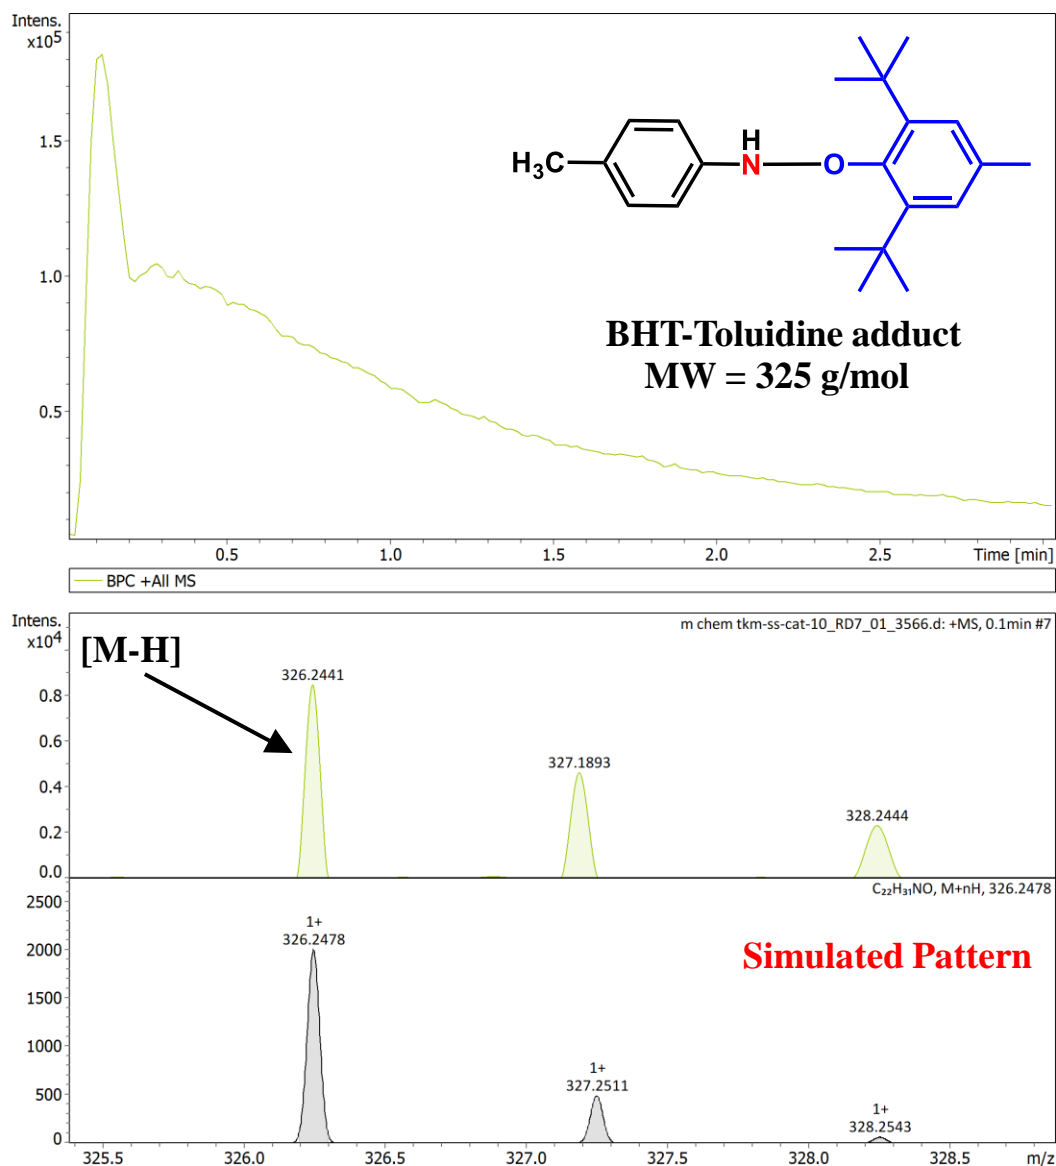 Intens.
x10⁵
1.5
1.0
0.5
H₃C
H
N
O
BHT-Toluidine adduct
MW = 325 g/mol
0.5 1.0 1.5 2.0 2.5 Time [min]
BPC +All MS
Intens.
x10⁴
m chem tkm-ss-cat-10_RD7_01_3566.d: +MS, 0.1min #7
[M-H]
326.2441
0.8
0.6
327.1893
0.4
328.2444
0.2
0.0
C₂₂H₃₁NO, M+nH, 326.2478
2500
1+
326.2478
2000
Simulated Pattern
1500
1000
1+
327.2511
500
1+
328.2543
0
325.5 326.0 326.5 327.0 327.5 328.0 328.5 m/z